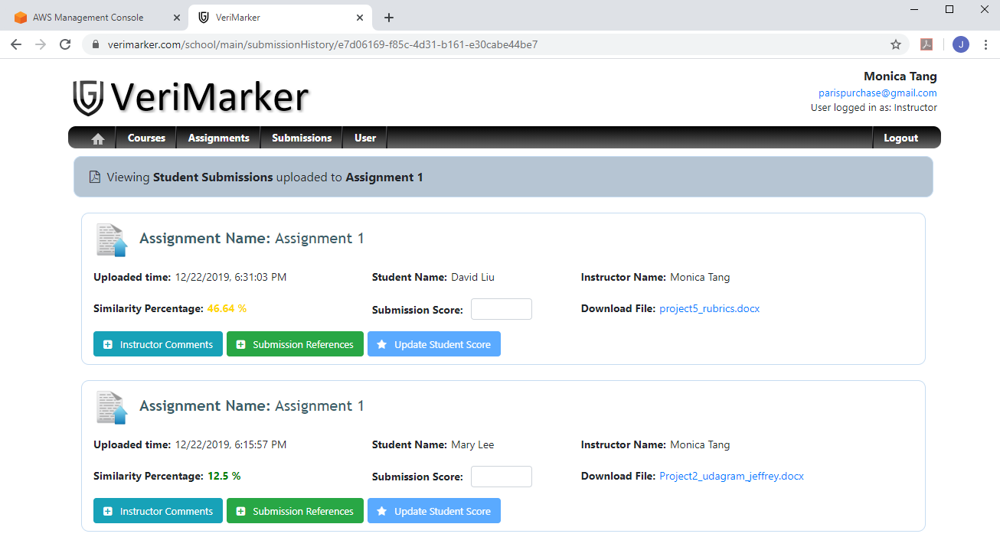 AWS Management Console
VeriMarker
verimarker.com/school/main/submissionHistory/e7d06169-f85c-4d31-b161-e30cabe44be7
J
VeriMarker
Monica Tang
parispurchase@gmail.com
User logged in as: Instructor
Courses Assignments Submissions User Logout
Viewing Student Submissions uploaded to Assignment 1
Assignment Name: Assignment 1
Uploaded time: 12/22/2019, 6:31:03 PM Student Name: David Liu Instructor Name: Monica Tang
Similarity Percentage: 46.64 % Submission Score: Download File: project5_rubrics.docx
Instructor Comments Submission References Update Student Score
Assignment Name: Assignment 1
Uploaded time: 12/22/2019, 6:15:57 PM Student Name: Mary Lee Instructor Name: Monica Tang
Similarity Percentage: 12.5 % Submission Score: Download File: Project2_udagram_jeffrey.docx
Instructor Comments Submission References Update Student Score